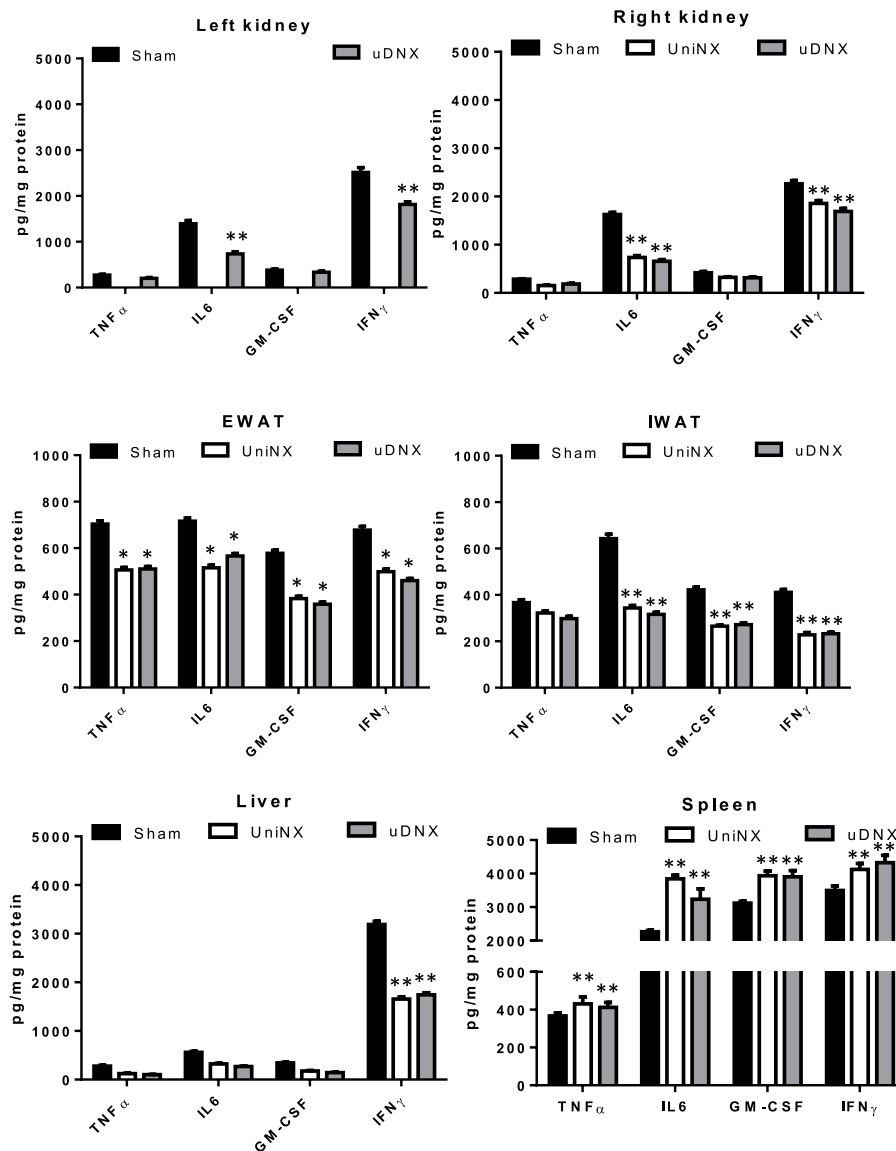 Left kidney
Sham uDNX
5000
4000
3000
2000
1000
0
pg/mg protein
** **
TNFα IL6 GM-CSF IFNγ
Right kidney
Sham UniNX uDNX
5000
4000
3000
2000
1000
0
pg/mg protein
** ** ** **
TNFα IL6 GM-CSF IFNγ
EWAT
Sham UniNX uDNX
1000
800
600
400
200
0
pg/mg protein
* * * * * * * *
TNFα IL6 GM-CSF IFNγ
IWAT
Sham UniNX uDNX
1000
800
600
400
200
0
pg/mg protein
** ** ** ** ** **
TNFα IL6 GM-CSF IFNγ
Liver
Sham UniNX uDNX
5000
4000
3000
2000
1000
0
pg/mg protein
** **
TNFα IL6 GM-CSF IFNγ
Spleen
Sham UniNX uDNX
5000
4000
3000
2000
600
400
200
0
pg/mg protein
** ** ** ** ** ** ** **
TNFα IL6 GM-CSF IFNγ